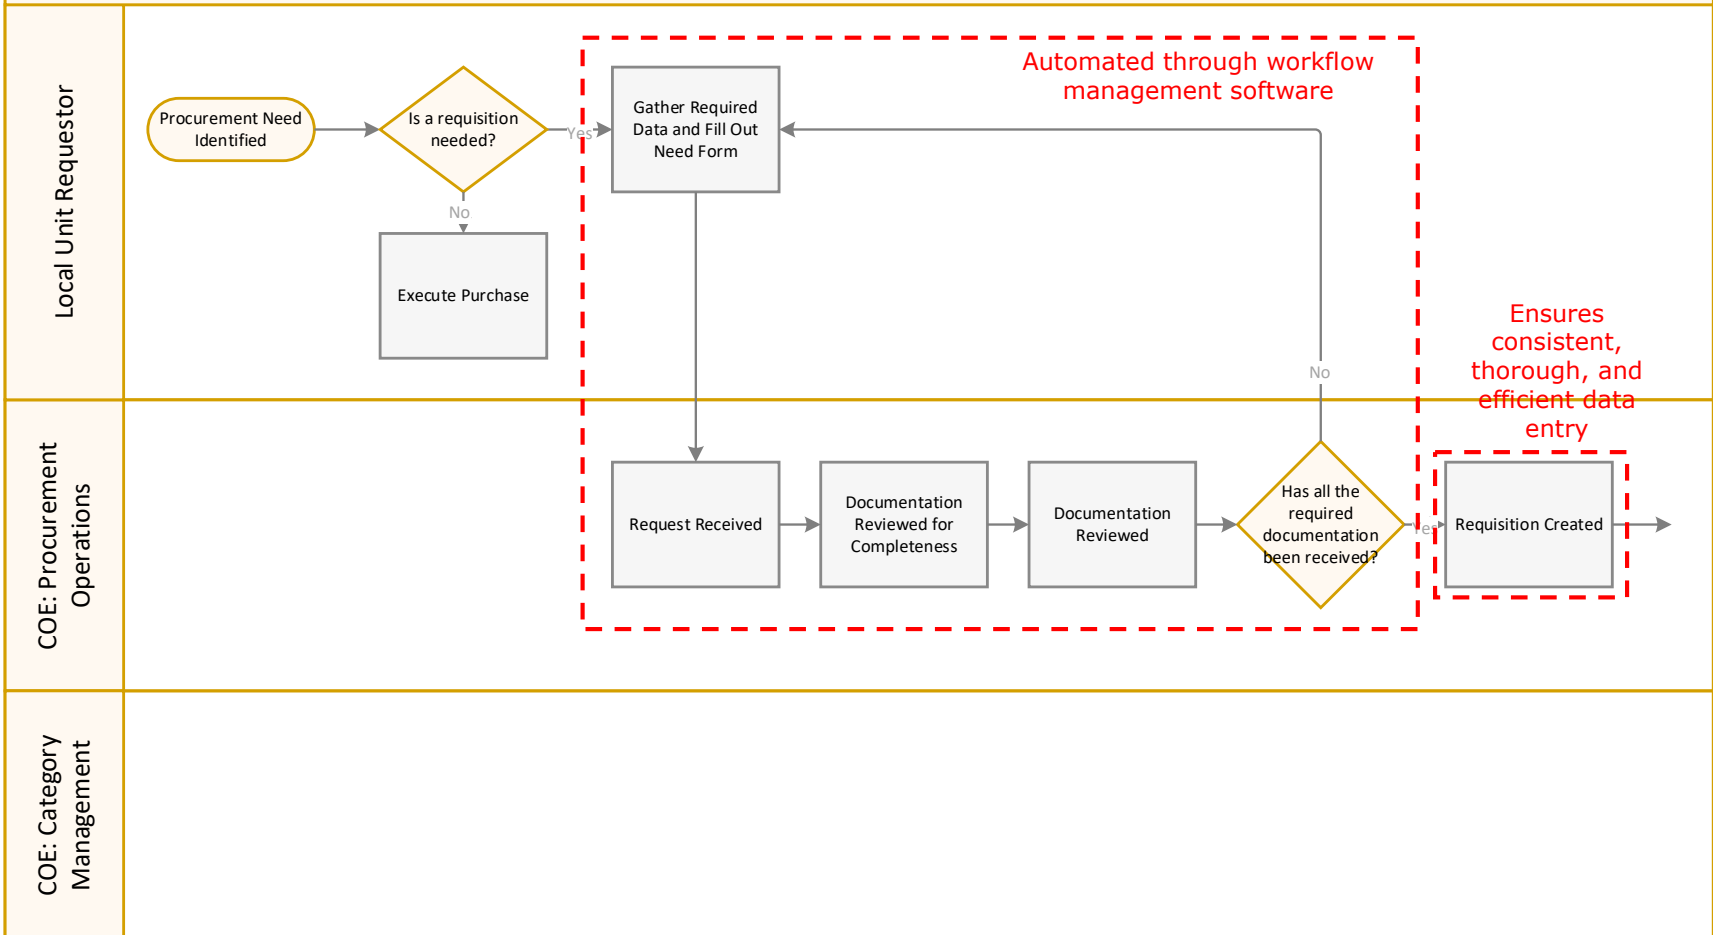 Local Unit Requestor
Procurement Need
Identified
Is a requisition
needed?
Yes
No
Execute Purchase
Gather Required
Data and Fill Out
Need Form
Automated through workflow
management software
No
Ensures
consistent,
thorough, and
efficient data
entry
COE: Procurement
Operations
Request Received
Documentation
Reviewed for
Completeness
Documentation
Reviewed
Has all the
required
documentation
been received?
Yes
Requisition Created
COE: Category
Management